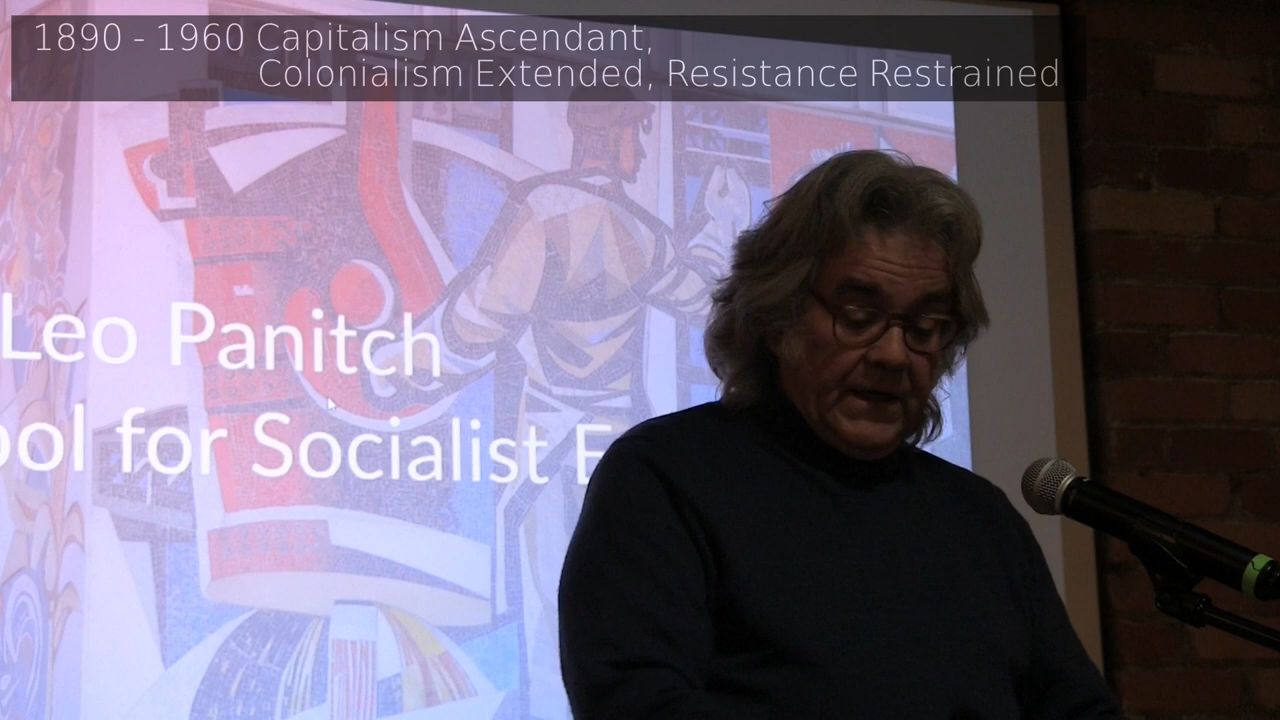 1890 - 1960 Capitalism Ascendant,
Colonialism Extended, Resistance Restrained
Leo Panitch
ool for Socialist E